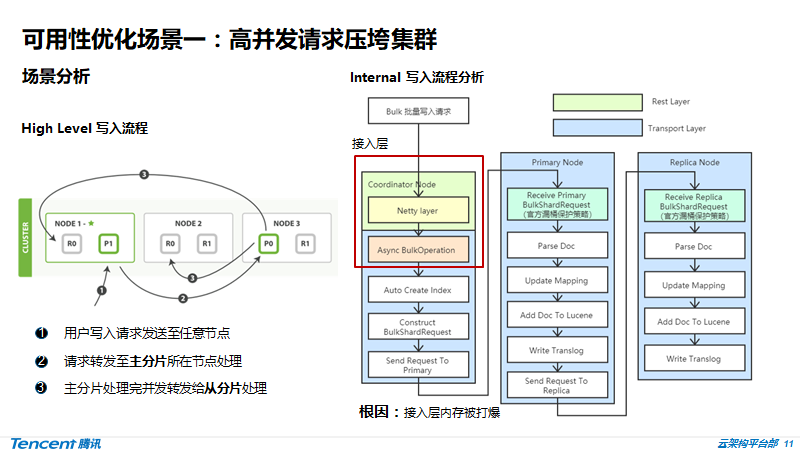 可用性优化场景一：高并发请求压垮集群
场景分析
High Level 写入流程
CLUSTER
NODE 1 - ★
R0
P1
NODE 2
R0
R1
NODE 3
P0
R1
3
3
1
2
1 用户写入请求发送至任意节点
2 请求转发至主分片所在节点处理
3 主分片处理完并发转发给从分片处理
Internal 写入流程分析
Bulk 批量写入请求
接入层
Rest Layer
Transport Layer
Coordinator Node
Netty layer
Async BulkOperation
Auto Create Index
Construct
BulkShardRequest
Send Request To
Primary
Primary Node
Receive Primary
BulkShardRequest
(官方漏桶保护策略)
Parse Doc
Update Mapping
Add Doc To Lucene
Write Translog
Send Request To
Replica
Replica Node
Receive Replica
BulkShardRequest
(官方漏桶保护策略)
Parse Doc
Update Mapping
Add Doc To Lucene
Write Translog
根因：接入层内存被打爆
Tencent 腾讯
云架构平台部 11